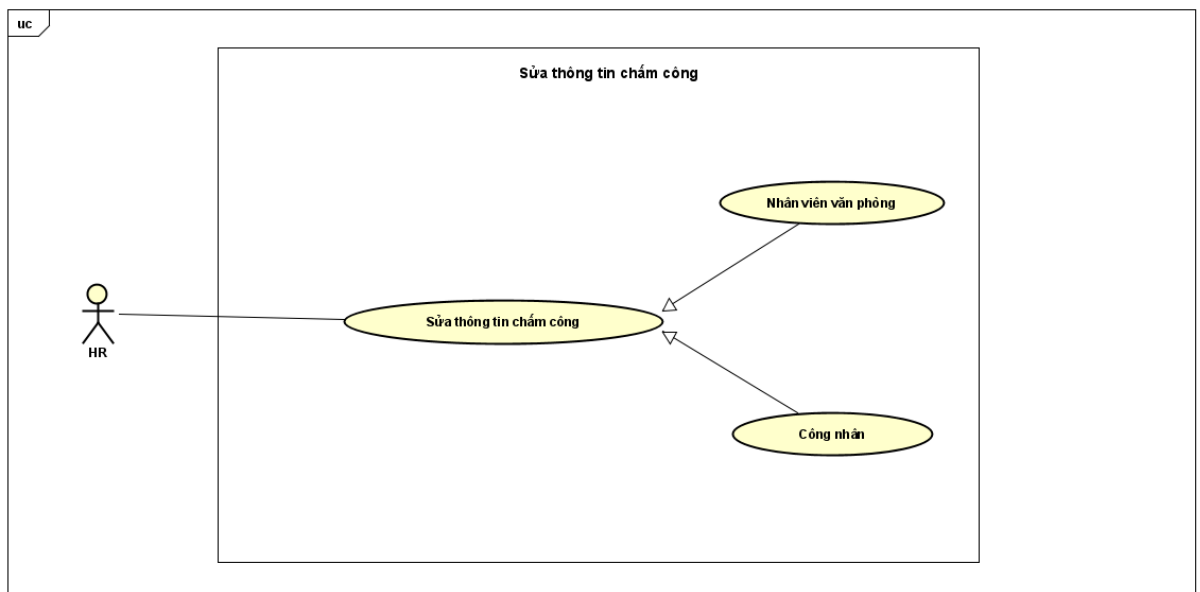 uc
Sửa thông tin chấm công
Nhân viên văn phòng
Sửa thông tin chấm công
HR
Công nhân